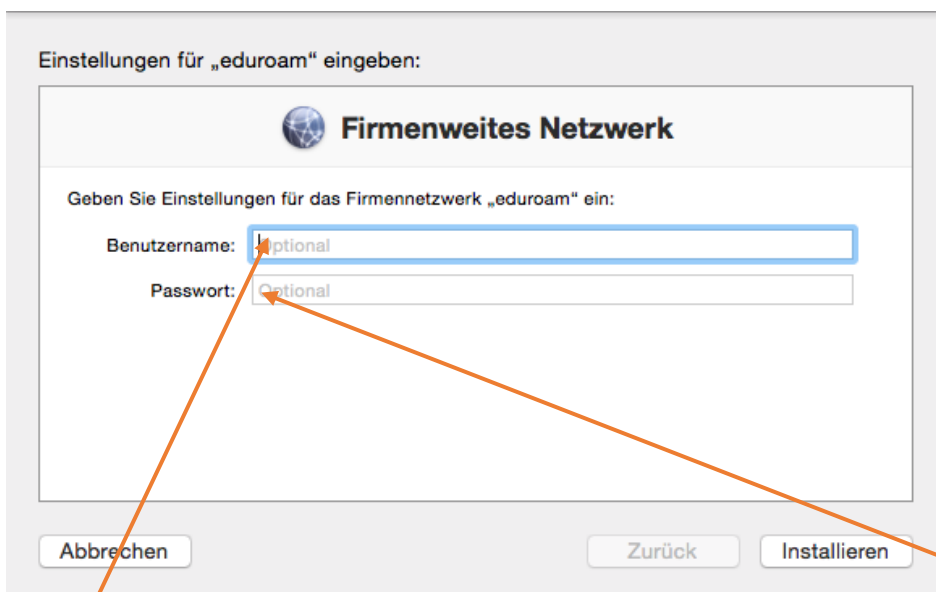 Einstellungen für „eduroam“ eingeben:
Firmenweites Netzwerk
Geben Sie Einstellungen für das Firmennetzwerk „eduroam“ ein:
Benutzername: Optional
Passwort: Optional
Abbrechen Zurück Installieren